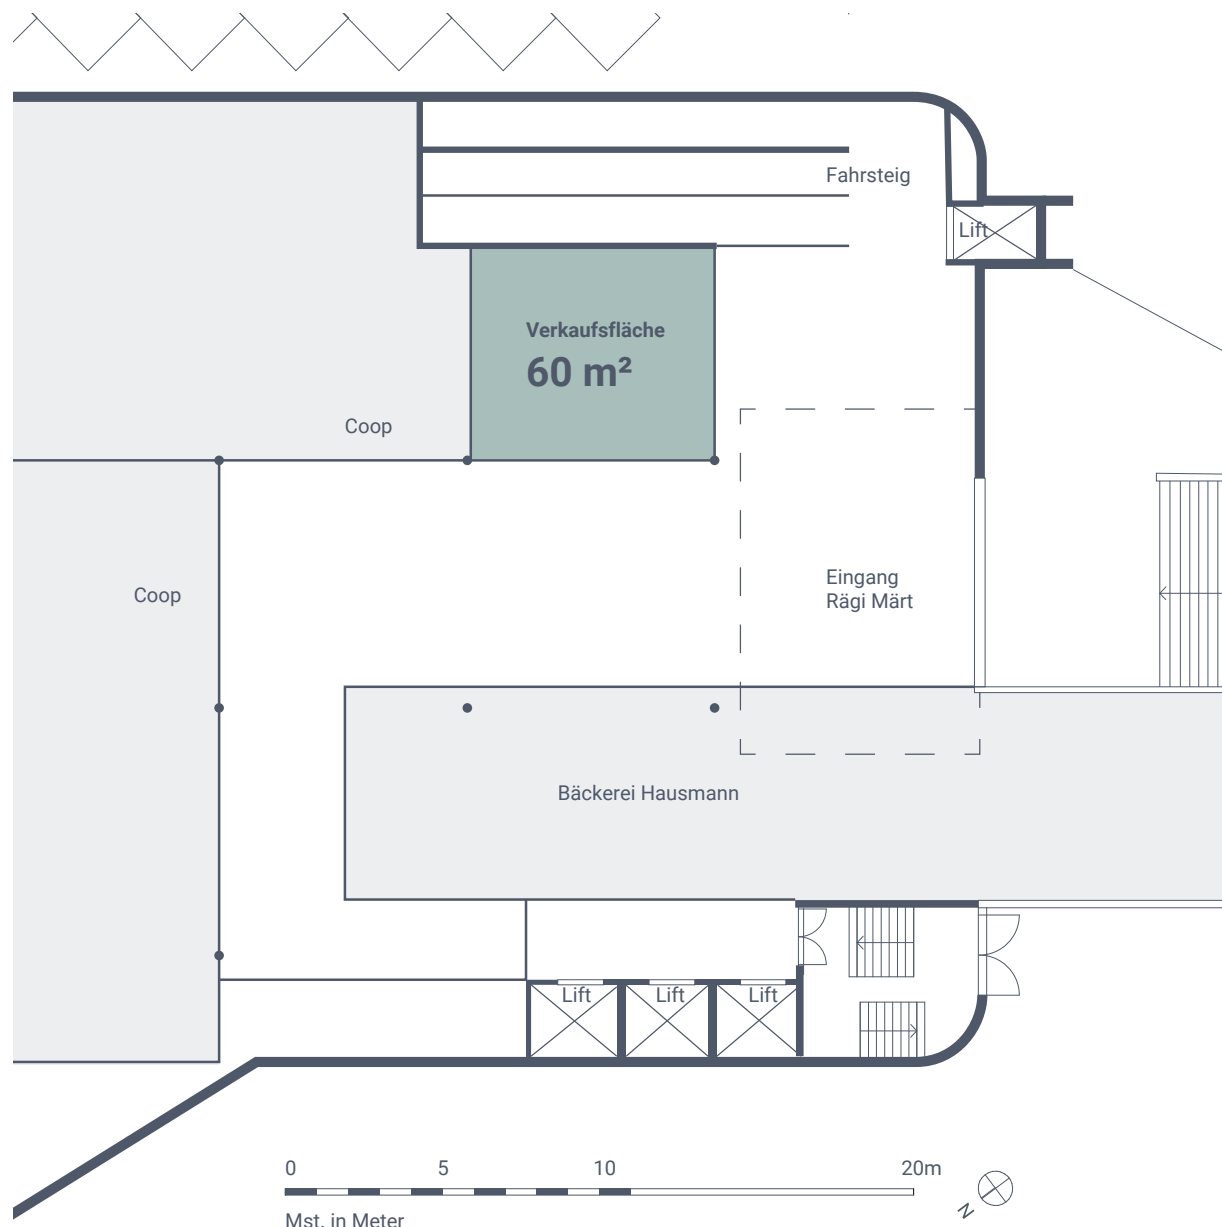 Fahrsteig
Lift
Verkaufsfläche
60 m²
Coop
Eingang
Rägi Märt
Coop
Bäckerei Hausmann
Lift Lift Lift
0 5 10 20m
N
Mst. in Meter